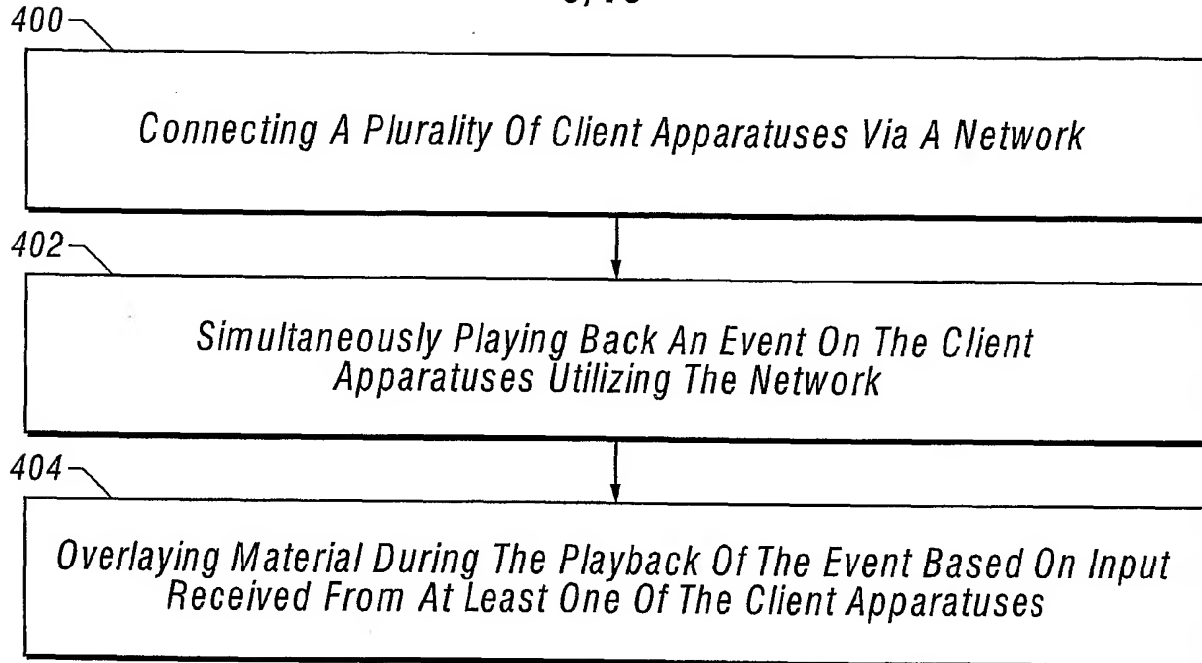 400
Connecting A Plurality Of Client Apparatuses Via A Network
402
Simultaneously Playing Back An Event On The Client
Apparatuses Utilizing The Network
404
Overlaying Material During The Playback Of The Event Based On Input
Received From At Least One Of The Client Apparatuses